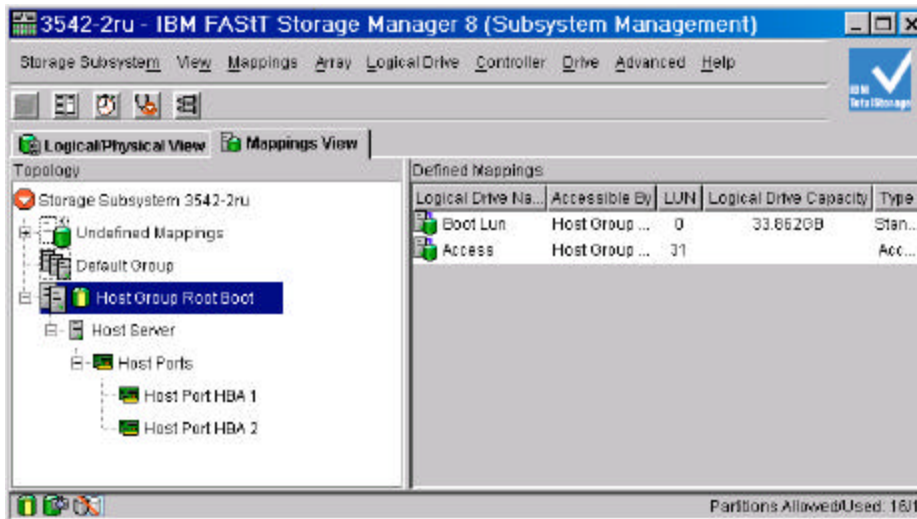 3542-2ru - IBM FAStT Storage Manager 8 (Subsystem Management)
Storage Subsystem View Mappings Array Logical Drive Controller Drive Advanced Help
IBM
TotalStorage
Logical/Physical View Mappings View
Topology
Storage Subsystem 3542-2ru
Undefined Mappings
Default Group
Host Group Root Boot
Host Server
Host Ports
Host Port HBA 1
Host Port HBA 2
Defined Mappings
Logical Drive Na... Accessible By LUN Logical Drive Capacity Type
Boot Lun Host Group ... 0 33.862GB Stan...
Access Host Group ... 31 Acc...
Partitions Allowed/Used: 16/1